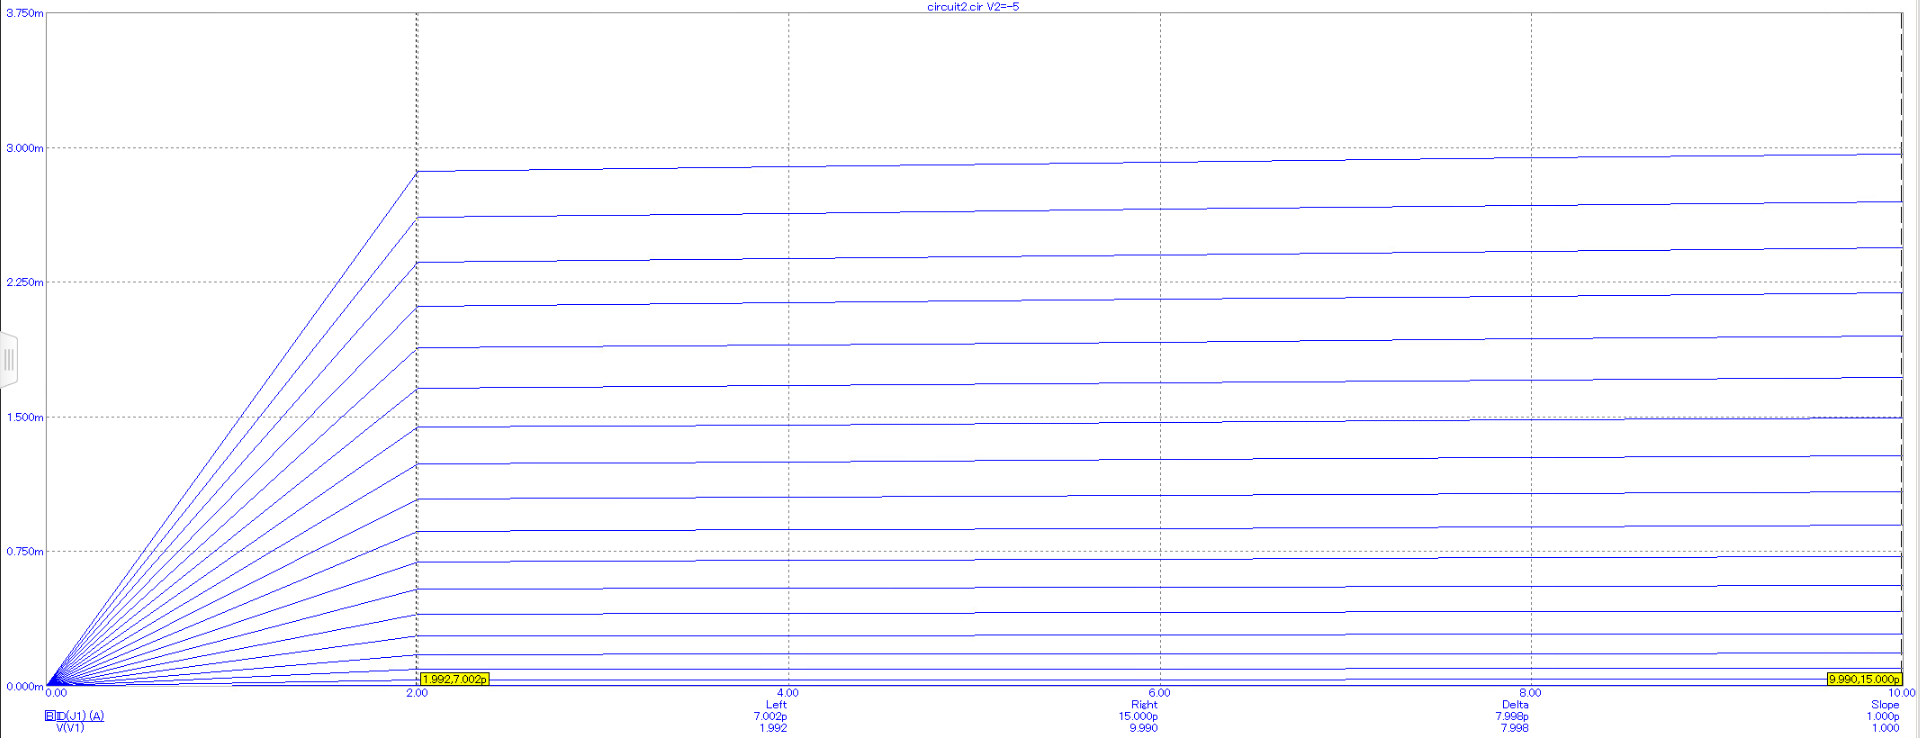 circuit2.cir V2=-5
3.750m
3.000m
2.250m
1.500m
0.750m
0.000m
1.992,7.002p
9.990,15.000p
0.00 2.00 4.00 6.00 8.00 10.00
Left Right Delta Slope
B ID(J1) (A) 7.002p 15.000p 7.998p 1.000p
V(V1) 1.992 9.990 7.998 1.000